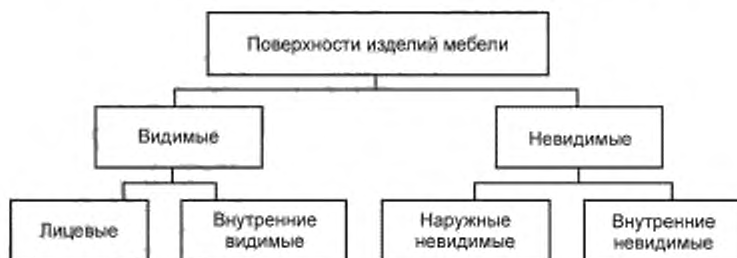 Поверхности изделий мебели
Видимые
Невидимые
Лицевые
Внутренние
видимые
Наружные
невидимые
Внутренние
невидимые